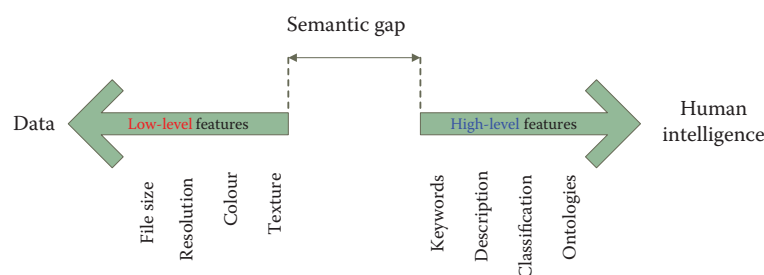 Semantic gap
Data
Low-level features
High-level features
Human
intelligence
File size
Resolution
Colour
Texture
Keywords
Description
Classification
Ontologies